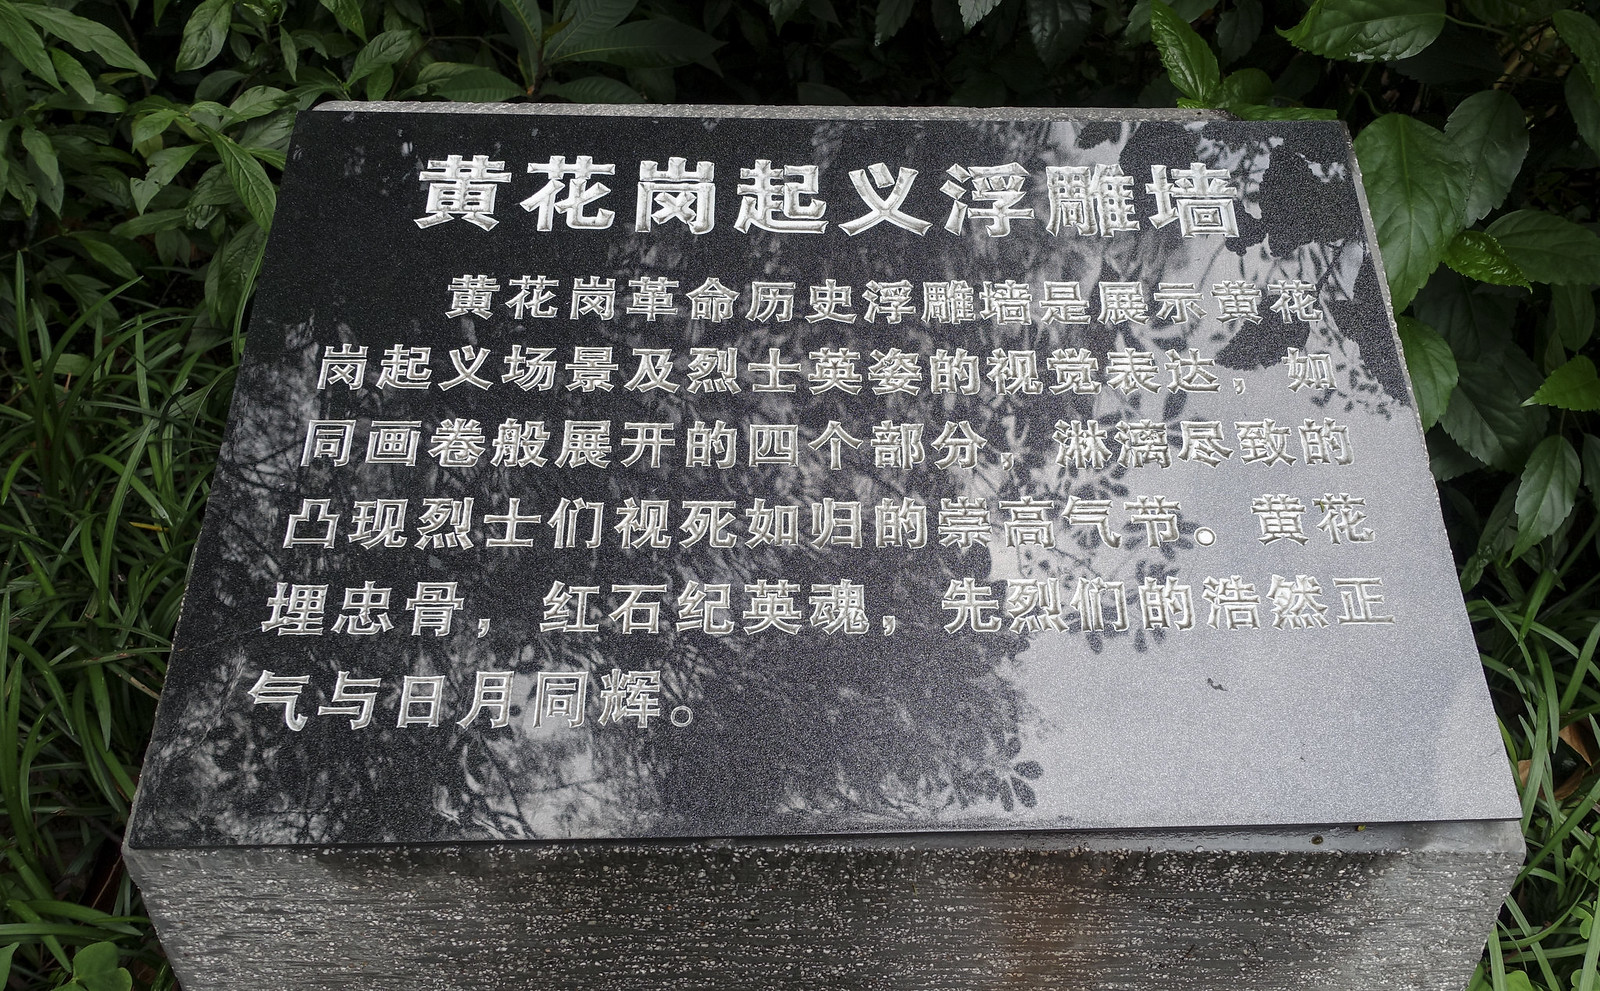 黄花岗起义浮雕墙
黄花岗革命历史浮雕墙是展示黄花
岗起义场景及烈士英姿的视觉表达，如
同画卷般展开的四个部分，淋漓尽致的
凸现烈士们视死如归的崇高气节。黄花
埋忠骨，红石纪英魂，先烈们的浩然正
气与日月同辉。